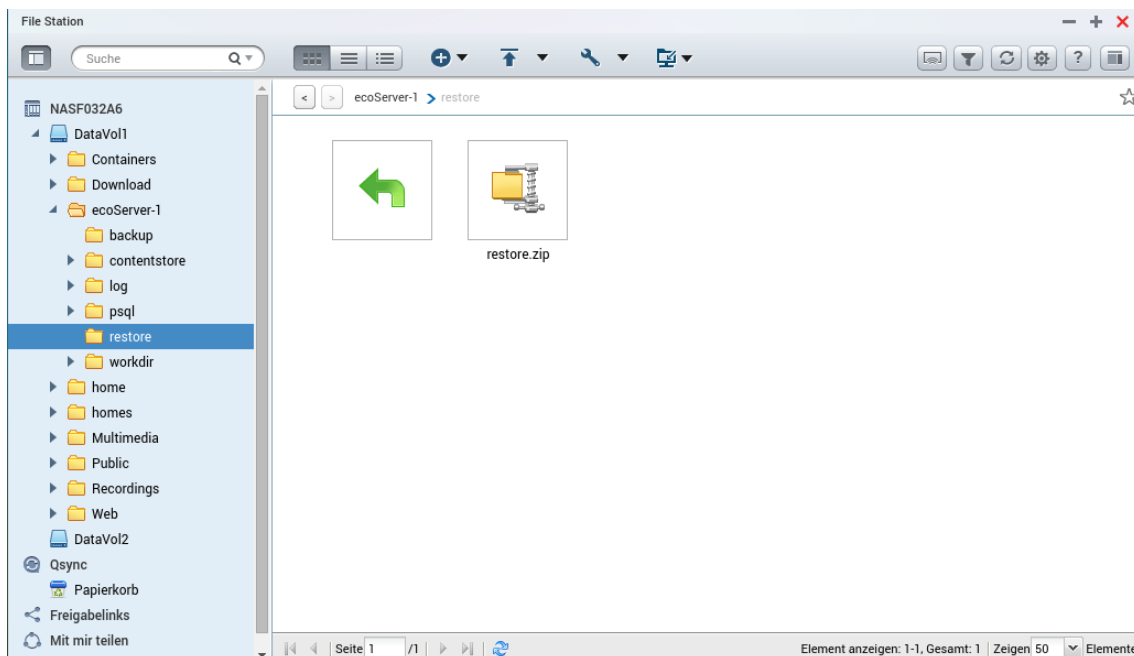 File Station
Suche
?
< > ecoServer-1 > restore
NASF032A6
DataVol1
Containers
Download
ecoServer-1
backup
contentstore
log
psql
restore
workdir
home
homes
Multimedia
Public
Recordings
Web
DataVol2
Qsync
Papierkorb
Freigabelinks
Mit mir teilen
restore.zip
Seite 1 /1
Element anzeigen: 1-1, Gesamt: 1 Zeigen 50 Elemente